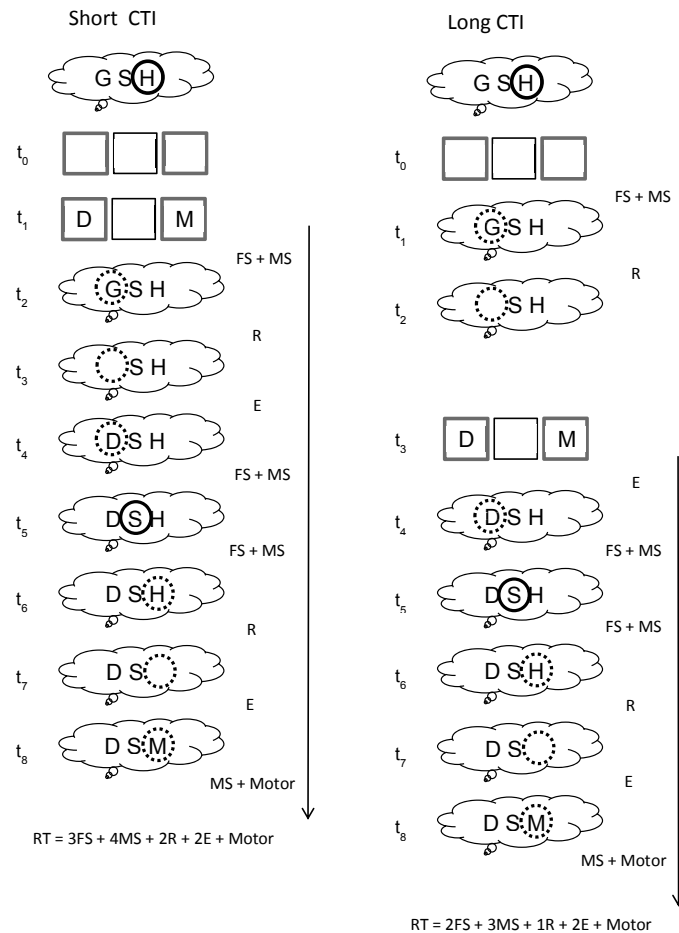 Short CTI
G S H
t0
t1
D M
FS + MS
t2
G S H
R
t3
S H
E
t4
D S H
FS + MS
t5
D S H
FS + MS
t6
D S H
R
t7
D S
E
t8
D S M
MS + Motor
RT = 3FS + 4MS + 2R + 2E + Motor
Long CTI
G S H
t0
FS + MS
t1
G S H
R
t2
S H
t3
D M
E
t4
D S H
FS + MS
t5
D S H
FS + MS
t6
D S H
R
t7
D S
E
t8
D S M
MS + Motor
RT = 2FS + 3MS + 1R + 2E + Motor